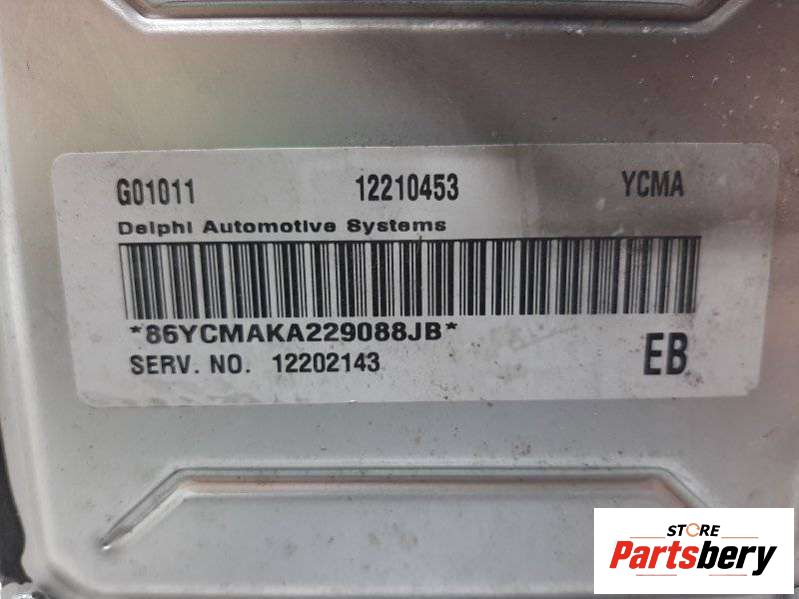 G01011 12210453 YCMA
Delphi Automotive Systems
*86YCMAKA229088JB*
SERV. NO. 12202143 EB
STORE
Partsbery